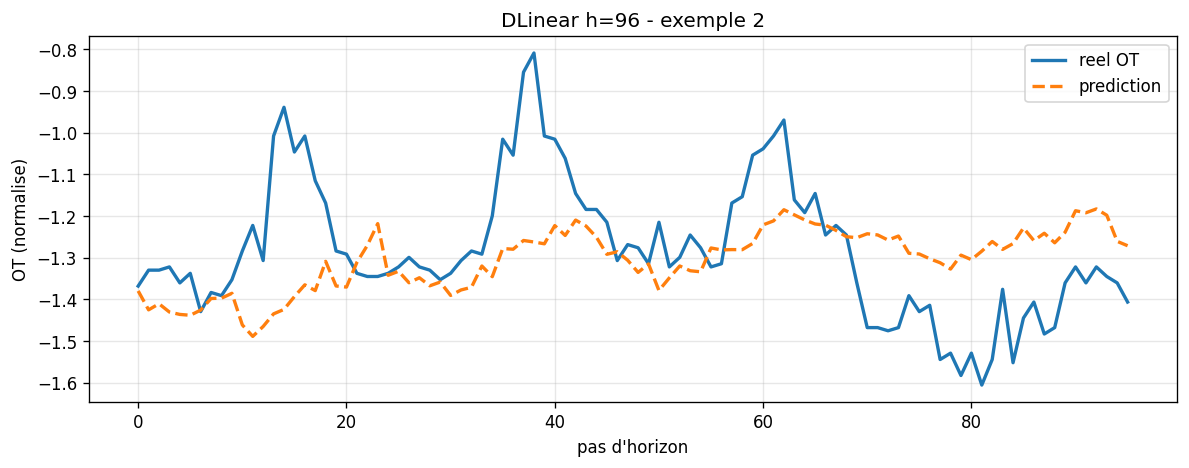 DLinear h=96 - exemple 2
reel OT
prediction
OT (normalise)
−0.8
−0.9
−1.0
−1.1
−1.2
−1.3
−1.4
−1.5
−1.6
0 20 40 60 80
pas d'horizon